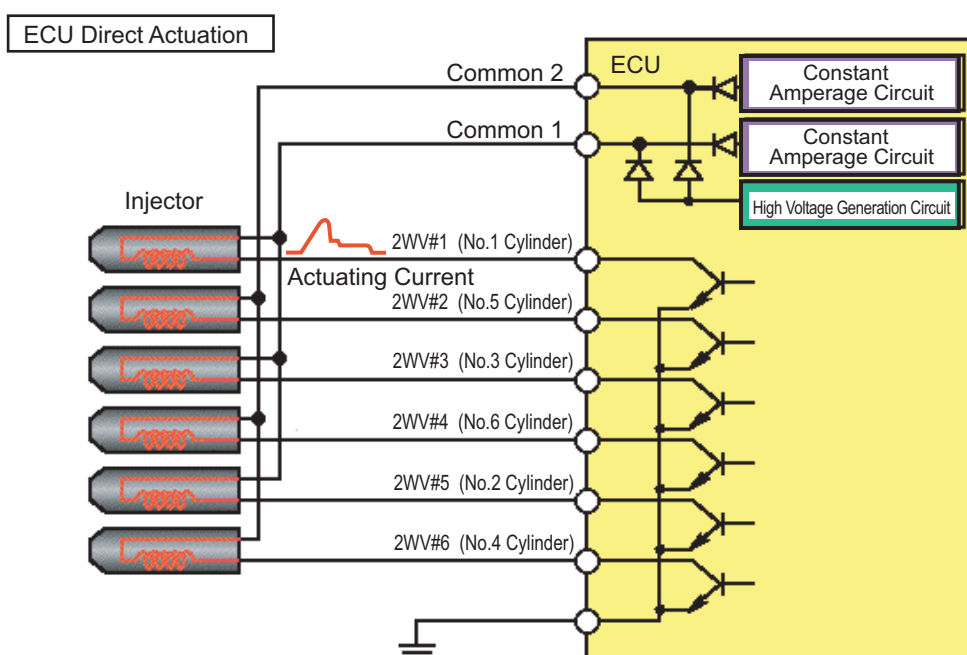 ECU Direct Actuation
Common 2
ECU
Constant
Amperage Circuit
Common 1
Constant
Amperage Circuit
High Voltage Generation Circuit
Injector
2WV#1 (No.1 Cylinder)
Actuating Current
2WV#2 (No.5 Cylinder)
2WV#3 (No.3 Cylinder)
2WV#4 (No.6 Cylinder)
2WV#5 (No.2 Cylinder)
2WV#6 (No.4 Cylinder)